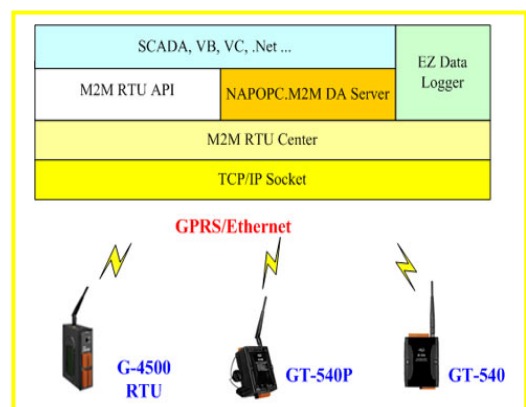 SCADA, VB, VC, .Net ...
EZ Data
Logger
M2M RTU API
NAPOPC.M2M DA Server
M2M RTU Center
TCP/IP Socket
GPRS/Ethernet
G-4500
RTU
GT-540P
GT-540